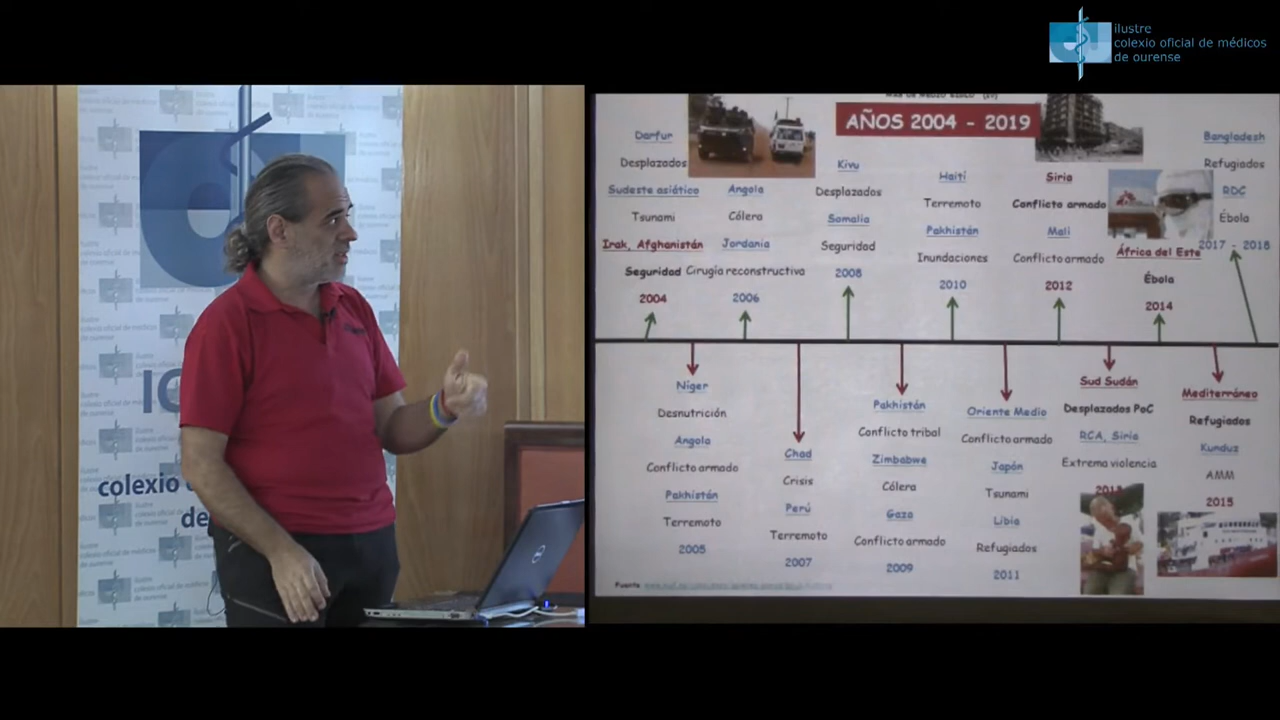 ilustre
colexio oficial de médicos
de ourense
AÑOS 2004 - 2019
Darfur
Desplazados
Sudeste asiático
Tsunami
Irak, Afghanistán
Seguridad
2004
Angola
Cólera
Jordania
Cirugía reconstructiva
2006
Kivu
Desplazados
Somalia
Seguridad
2008
Haití
Terremoto
Pakhistán
Inundaciones
2010
Siria
Conflicto armado
Mali
Conflicto armado
2012
África del Este
Ébola
2014
Bangladesh
Refugiados
RDC
Ébola
2017 - 2018
Níger
Desnutrición
Angola
Conflicto armado
Pakhistán
Terremoto
2005
Chad
Crisis
Perú
Terremoto
2007
Pakhistán
Conflicto tribal
Zimbabwe
Cólera
Gaza
Conflicto armado
2009
Oriente Medio
Conflicto armado
Japón
Tsunami
Libia
Refugiados
2011
Sud Sudán
Desplazados PoC
RCA, Siria
Extrema violencia
Mediterráneo
Refugiados
Kunduz
AMM
2015
Fuente
colexio
de